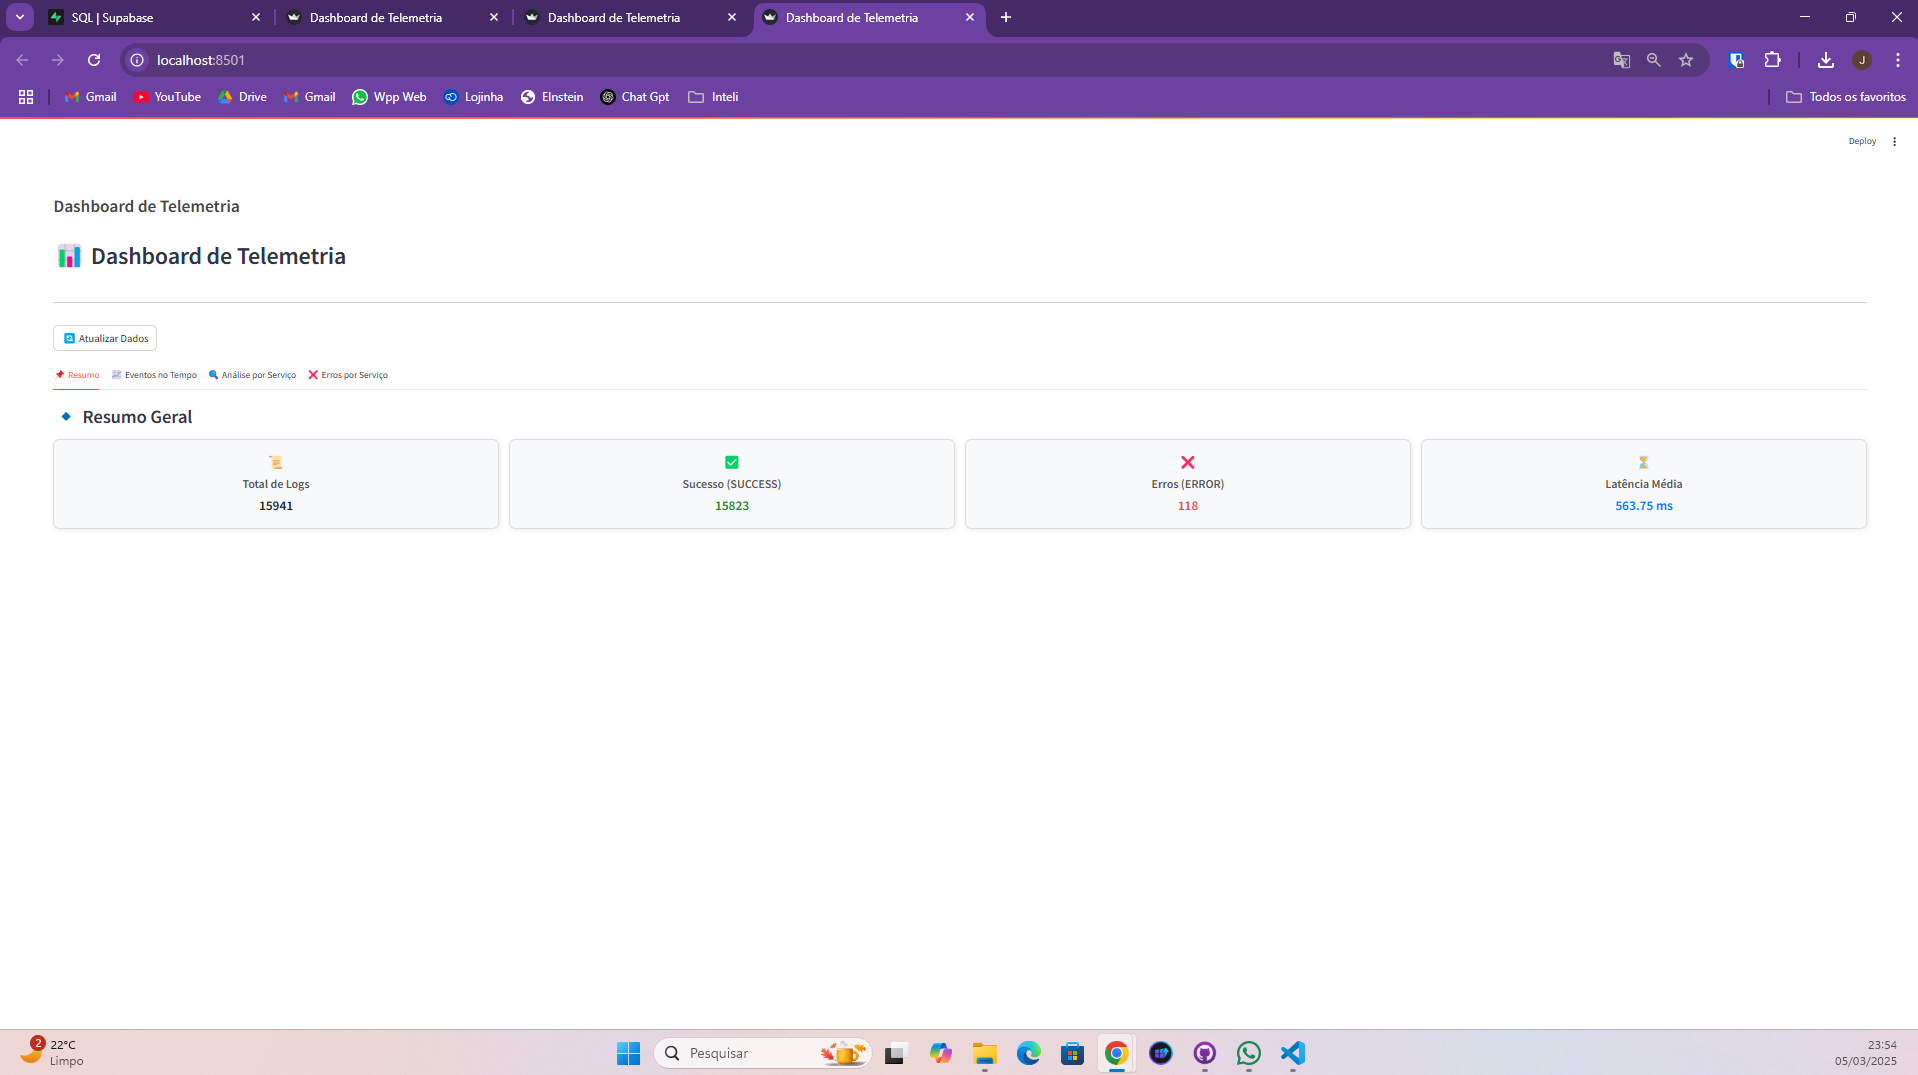 SQL | Supabase
Dashboard de Telemetria
Dashboard de Telemetria
Dashboard de Telemetria
localhost:8501
J
Gmail
YouTube
Drive
Gmail
Wpp Web
Lojinha
EInstein
Chat Gpt
Inteli
Todos os favoritos
Deploy
Dashboard de Telemetria
Dashboard de Telemetria
Atualizar Dados
Resumo
Eventos no Tempo
Análise por Serviço
Erros por Serviço
Resumo Geral
Total de Logs
15941
Sucesso (SUCCESS)
15823
Erros (ERROR)
118
Latência Média
563.75 ms
2
22°C
Limpo
Pesquisar
23:54
05/03/2025